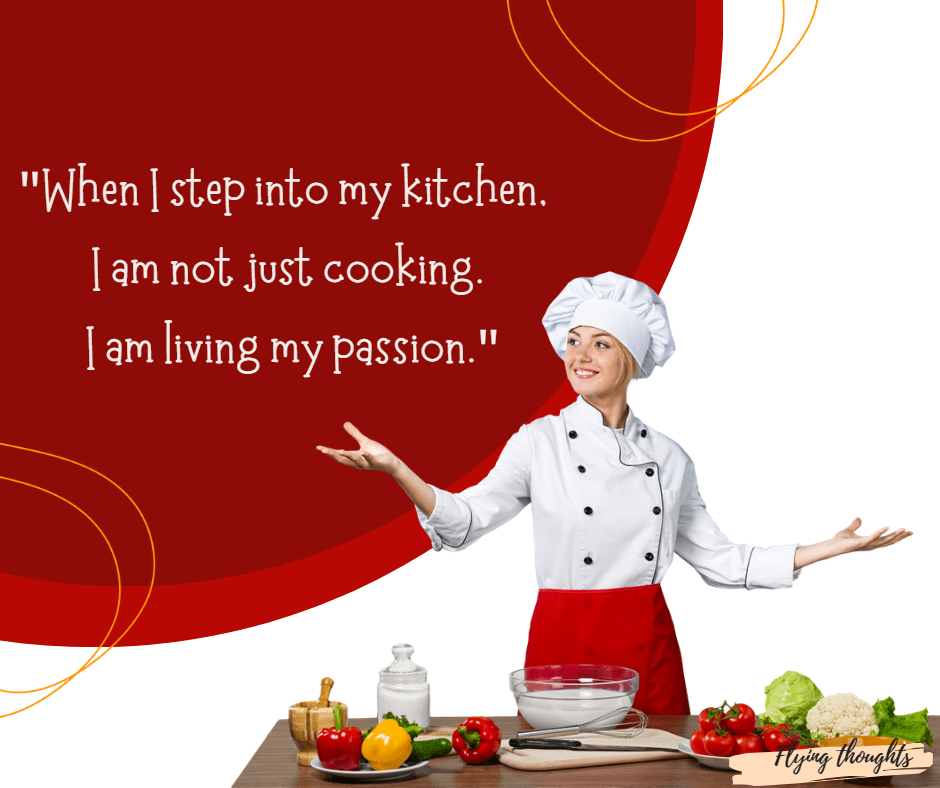 "When I step into my kitchen,
I am not just cooking.
I am living my passion."
Flying thoughts